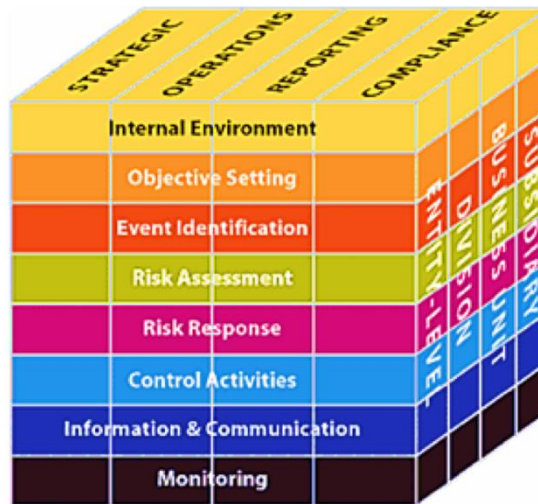 STRATEGIC
OPERATIONS
REPORTING
COMPLIANCE
Internal Environment
Objective Setting
Event Identification
Risk Assessment
Risk Response
Control Activities
Information & Communication
Monitoring
ENTITY-LEVEL
DIVISION
BUSINESS UNIT
SUBSIDIARY